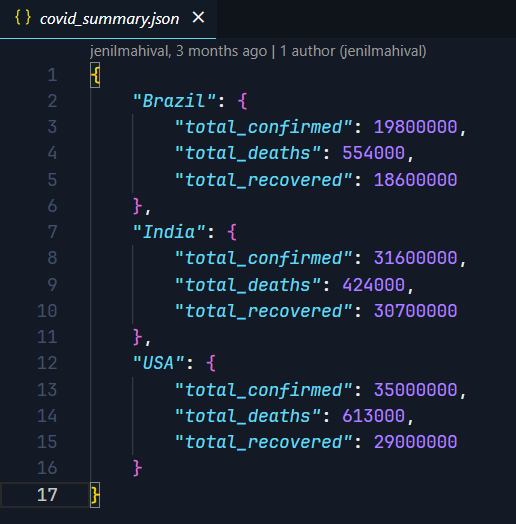 { } covid_summary.json ×
jenilmahival, 3 months ago | 1 author (jenilmahival)
1 {
2     "Brazil": {
3         "total_confirmed": 19800000,
4         "total_deaths": 554000,
5         "total_recovered": 18600000
6     },
7     "India": {
8         "total_confirmed": 31600000,
9         "total_deaths": 424000,
10         "total_recovered": 30700000
11     },
12     "USA": {
13         "total_confirmed": 35000000,
14         "total_deaths": 613000,
15         "total_recovered": 29000000
16     }
17 }